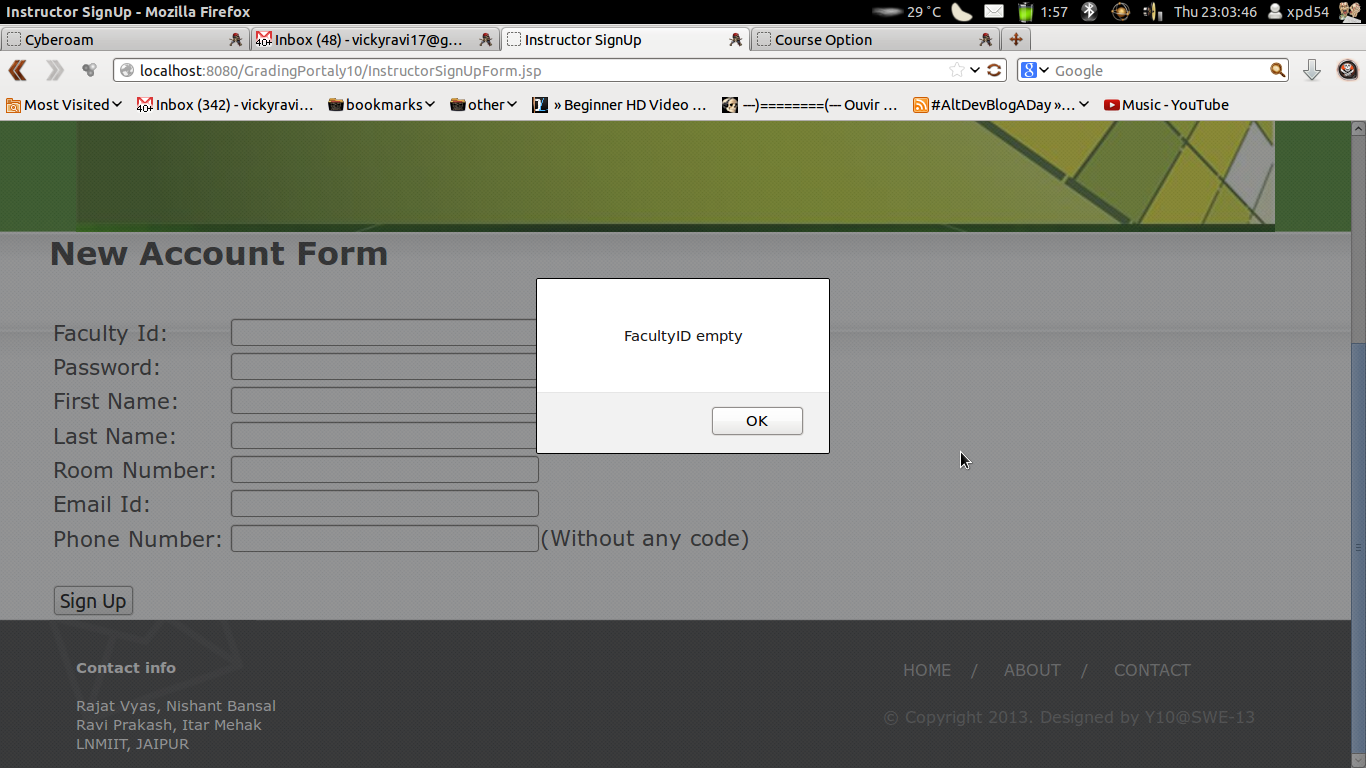 Instructor SignUp - Mozilla Firefox
29 °C
1:57
Thu 23:03:46
xpd54
Cyberoam
40+
Inbox (48) - vickyravi17@g...
Instructor SignUp
Course Option
localhost:8080/GradingPortaly10/InstructorSignUpForm.jsp
8
Google
Most Visited
40+
Inbox (342) - vickyravi...
bookmarks
other
» Beginner HD Video ...
---)========(--- Ouvir ...
#AltDevBlogADay »...
Music - YouTube
New Account Form
Faculty Id:
Password:
First Name:
Last Name:
Room Number:
Email Id:
Phone Number: (Without any code)
Sign Up
FacultyID empty
OK
Contact info
Rajat Vyas, Nishant Bansal
Ravi Prakash, Itar Mehak
LNMIIT, JAIPUR
HOME / ABOUT / CONTACT
© Copyright 2013. Designed by Y10@SWE-13